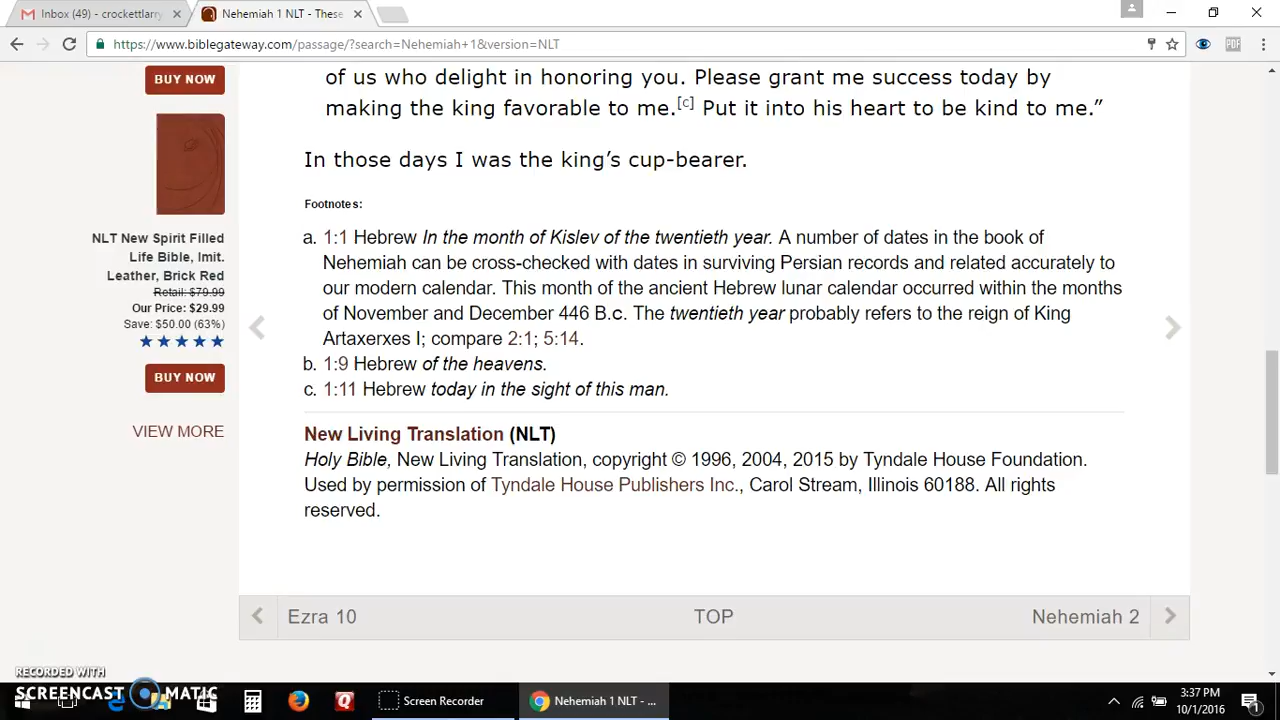 Inbox (49) - crockettlarry
Nehemiah 1 NLT - These
https://www.biblegateway.com/passage/?search=Nehemiah+1&version=NLT
PDF
BUY NOW
NLT New Spirit Filled
Life Bible, Imit.
Leather, Brick Red
Retail: $79.99
Our Price: $29.99
Save: $50.00 (63%)
BUY NOW
VIEW MORE
of us who delight in honoring you. Please grant me success today by
making the king favorable to me.[c] Put it into his heart to be kind to me.”
In those days I was the king’s cup-bearer.
Footnotes:
a. 1:1 Hebrew In the month of Kislev of the twentieth year. A number of dates in the book of
Nehemiah can be cross-checked with dates in surviving Persian records and related accurately to
our modern calendar. This month of the ancient Hebrew lunar calendar occurred within the months
of November and December 446 B.c. The twentieth year probably refers to the reign of King
Artaxerxes I; compare 2:1; 5:14.
b. 1:9 Hebrew of the heavens.
c. 1:11 Hebrew today in the sight of this man.
New Living Translation (NLT)
Holy Bible, New Living Translation, copyright © 1996, 2004, 2015 by Tyndale House Foundation.
Used by permission of Tyndale House Publishers Inc., Carol Stream, Illinois 60188. All rights
reserved.
Ezra 10 TOP Nehemiah 2
RECORDED WITH
SCREENCAST MATIC
Screen Recorder
Nehemiah 1 NLT - ...
3:37 PM
10/1/2016
1